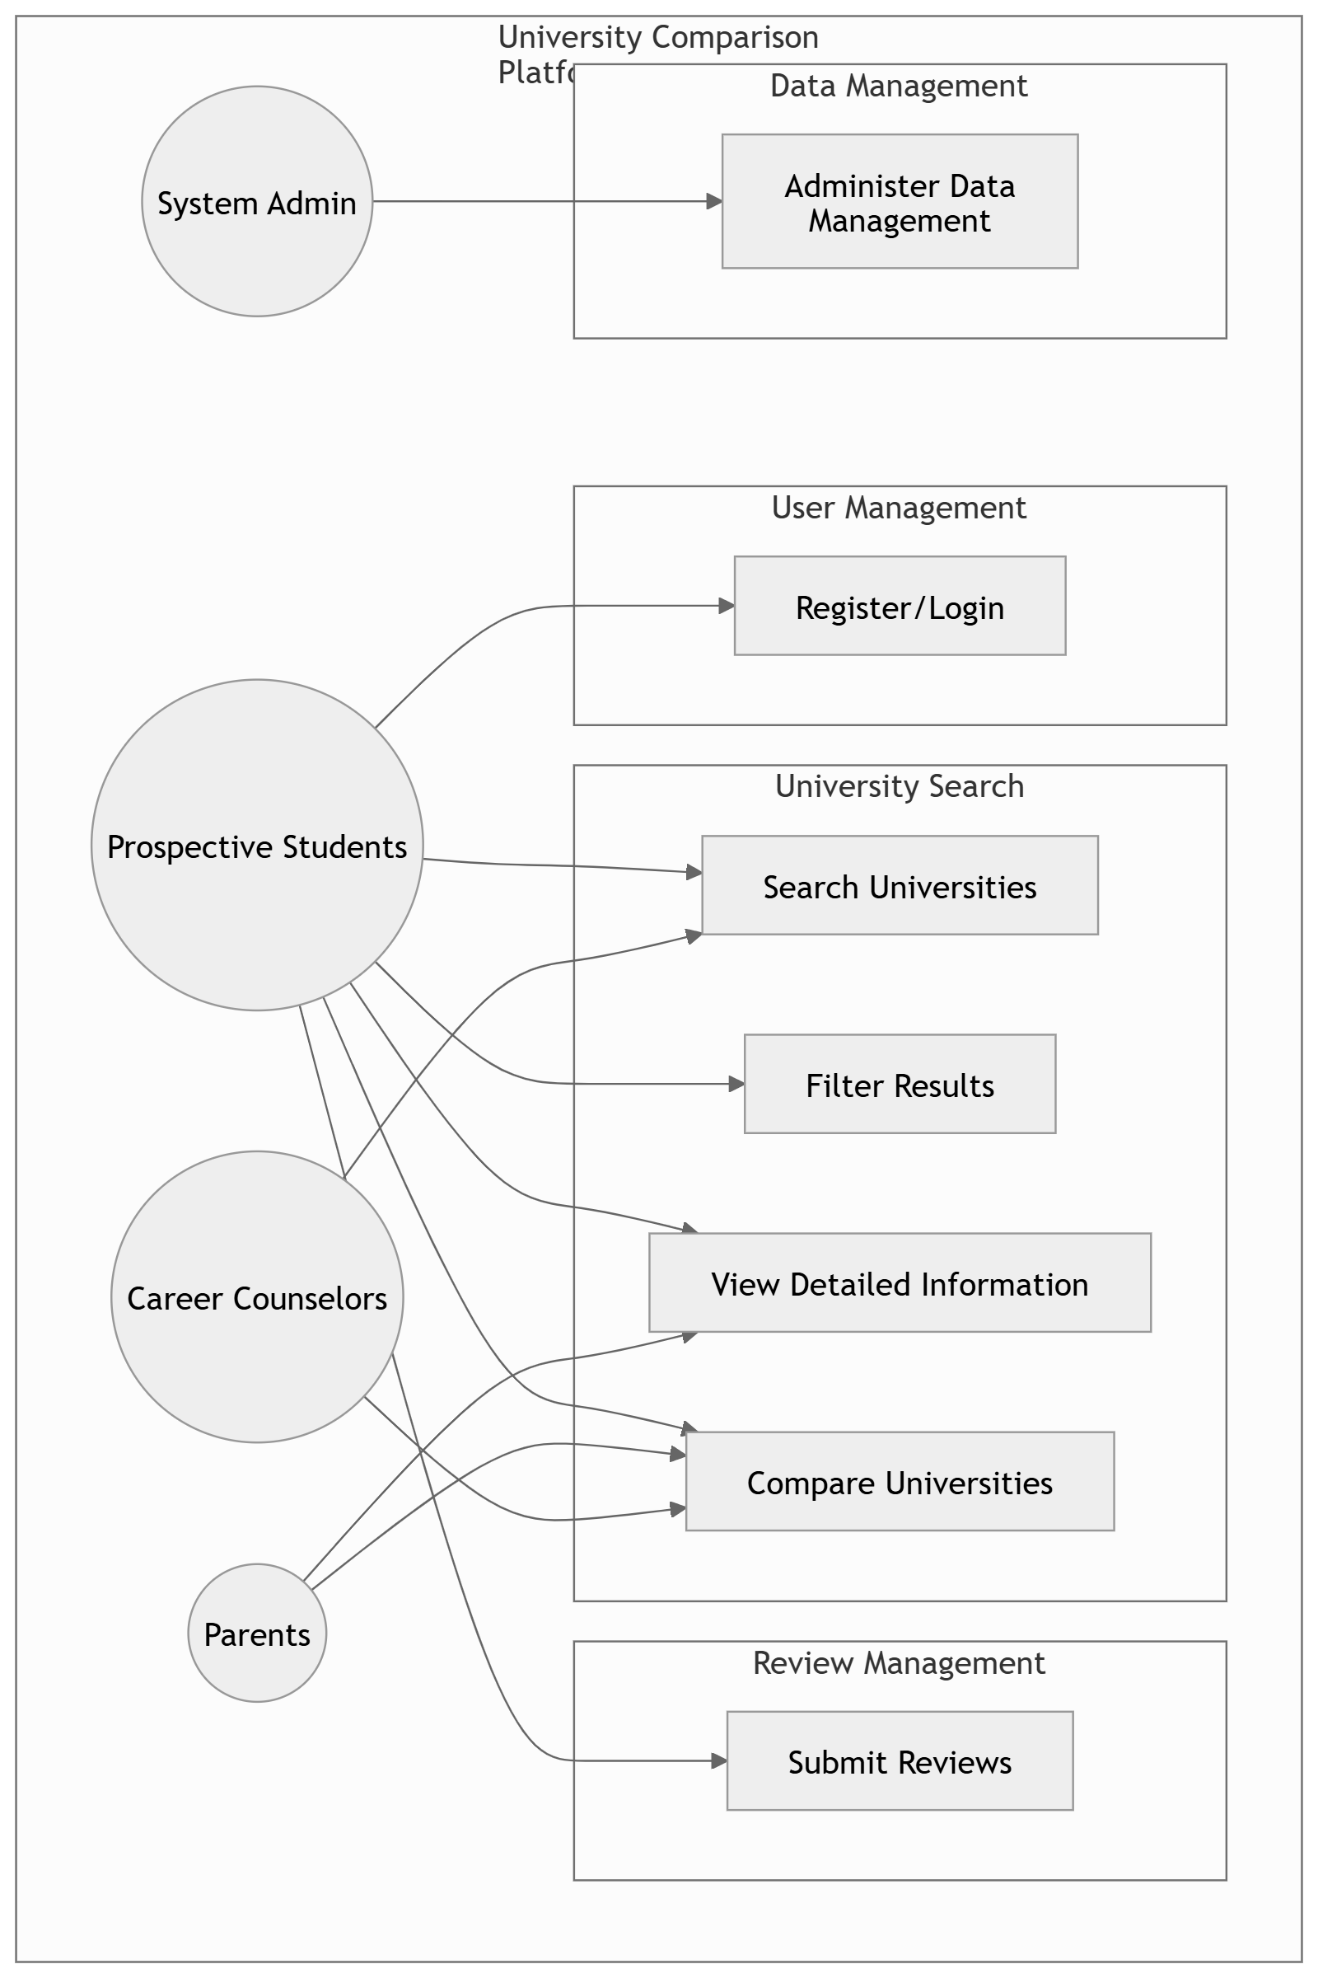 University Comparison
Data Management
System Admin
Administer Data
Management
User Management
Register/Login
University Search
Prospective Students
Search Universities
Filter Results
View Detailed Information
Career Counselors
Compare Universities
Parents
Review Management
Submit Reviews